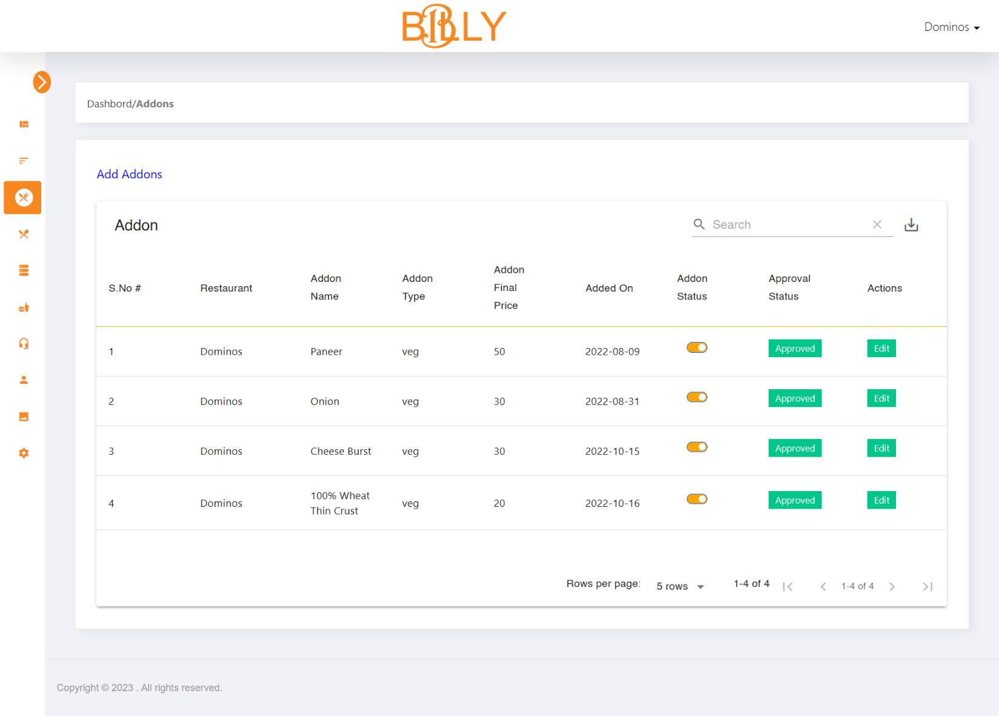 BILLY
Dominos
Dashbord/Addons
Add Addons
Addon
Search
S.No # Restaurant Addon Name Addon Type Addon Final Price Added On Addon Status Approval Status Actions
1 Dominos Paneer veg 50 2022-08-09 Approved Edit
2 Dominos Onion veg 30 2022-08-31 Approved Edit
3 Dominos Cheese Burst veg 30 2022-10-15 Approved Edit
4 Dominos 100% Wheat Thin Crust veg 20 2022-10-16 Approved Edit
Rows per page: 5 rows 1-4 of 4 1-4 of 4
Copyright © 2023 . All rights reserved.